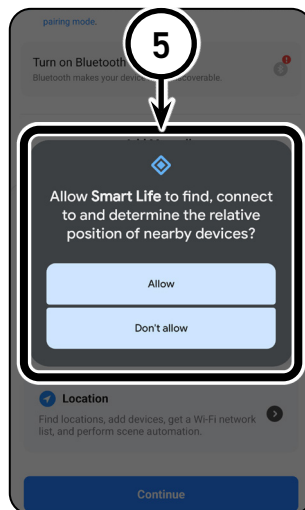 pairing mode.
5
Turn on Bluetooth
Bluetooth makes your device discoverable.
Allow Smart Life to find, connect
to and determine the relative
position of nearby devices?
Allow
Don't allow
Location
Find locations, add devices, get a Wi-Fi network
list, and perform scene automation.
Continue